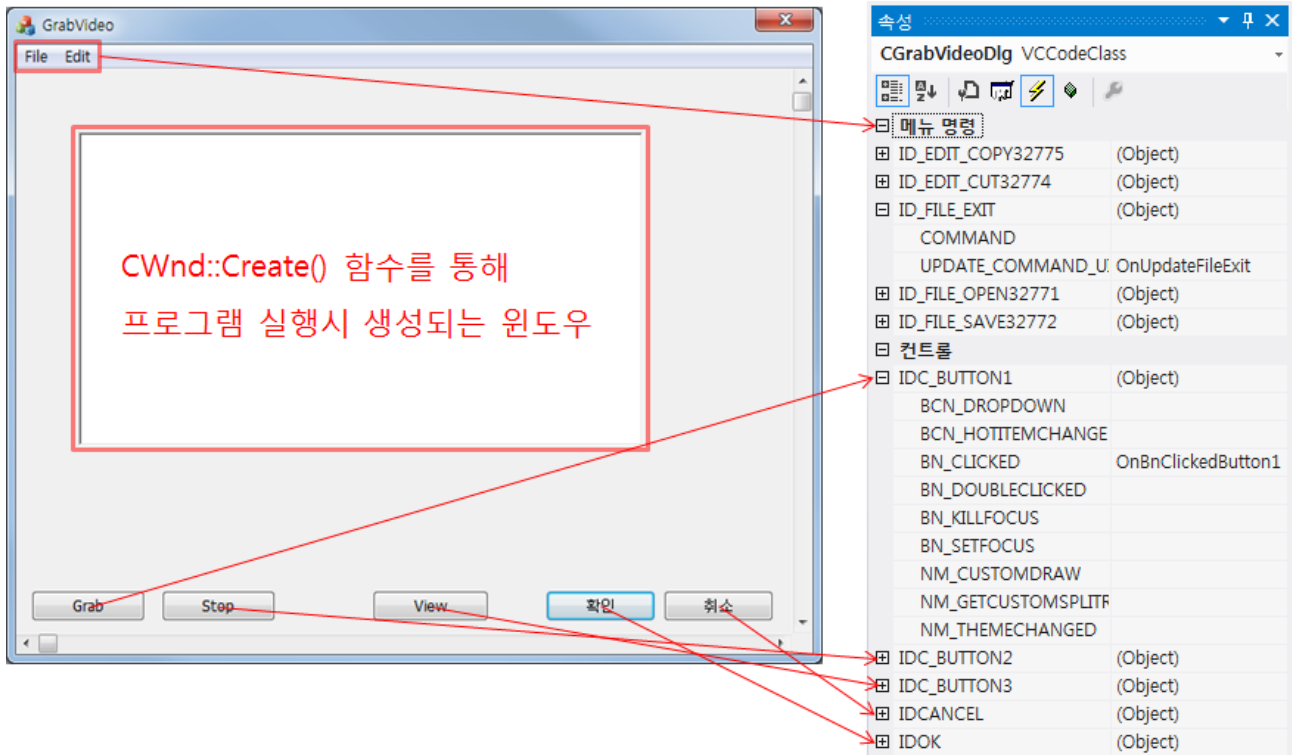 GrabVideo
File Edit
CWnd::Create() 함수를 통해
프로그램 실행시 생성되는 윈도우
Grab Stop View 확인 취소
속성
CGrabVideoDlg VCCodeClass
메뉴 명령
ID_EDIT_COPY32775 (Object)
ID_EDIT_CUT32774 (Object)
ID_FILE_EXIT (Object)
COMMAND
UPDATE_COMMAND_U OnUpdateFileExit
ID_FILE_OPEN32771 (Object)
ID_FILE_SAVE32772 (Object)
컨트롤
IDC_BUTTON1 (Object)
BCN_DROPDOWN
BCN_HOTITEMCHANGE
BN_CLICKED OnBnClickedButton1
BN_DOUBLECLICKED
BN_KILLFOCUS
BN_SETFOCUS
NM_CUSTOMDRAW
NM_GETCUSTOMSPLITR
NM_THEMECHANGED
IDC_BUTTON2 (Object)
IDC_BUTTON3 (Object)
IDCANCEL (Object)
IDOK (Object)